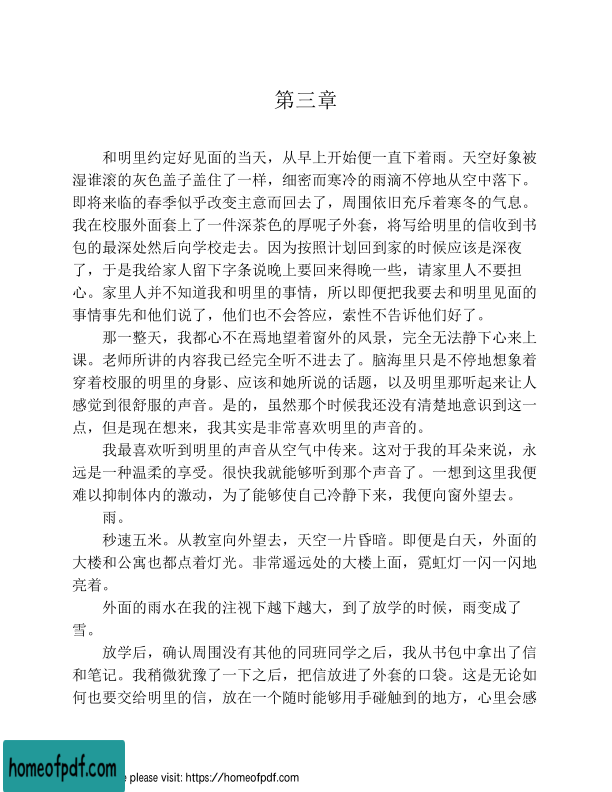 第三章
和明里约定好见面的当天，从早上开始便一直下着雨。天空好象被
湿谁滚的灰色盖子盖住了一样，细密而寒冷的雨滴不停地从空中落下。
即将来临的春季似乎改变主意而回去了，周围依旧充斥着寒冬的气息。
我在校服外面套上了一件深茶色的厚呢子外套，将写给明里的信收到书
包的最深处然后向学校走去。因为按照计划回到家的时候应该是深夜
了，于是我给家人留下字条说晚上要回来得晚一些，请家里人不要担
心。家里人并不知道我和明里的事情，所以即便把我要去和明里见面的
事情事先和他们说了，他们也不会答应，索性不告诉他们好了。
那一整天，我都心不在焉地望着窗外的风景，完全无法静下心来上
课。老师所讲的内容我已经完全听不进去了。脑海里只是不停地想象着
穿着校服的明里的身影、应该和她所说的话题，以及明里那听起来让人
感觉到很舒服的声音。是的，虽然那个时候我还没有清楚地意识到这一
点，但是现在想来，我其实是非常喜欢明里的声音的。
我最喜欢听到明里的声音从空气中传来。这对于我的耳朵来说，永
远是一种温柔的享受。很快我就能够听到那个声音了。一想到这里我便
难以抑制体内的激动，为了能够使自己冷静下来，我便向窗外望去。
雨。
秒速五米。从教室向外望去，天空一片昏暗。即便是白天，外面的
大楼和公寓也都点着灯光。非常遥远处的大楼上面，霓虹灯一闪一闪地
亮着。
外面的雨水在我的注视下越下越大，到了放学的时候，雨变成了
雪。
放学后，确认周围没有其他的同班同学之后，我从书包中拿出了信
和笔记。我稍微犹豫了一下之后，把信放进了外套的口袋。这是无论如
何也要交给明里的信，放在一个随时能够用手碰触到的地方，心里会感
homeofpdf.com
e please visit: https://homeofpdf.com